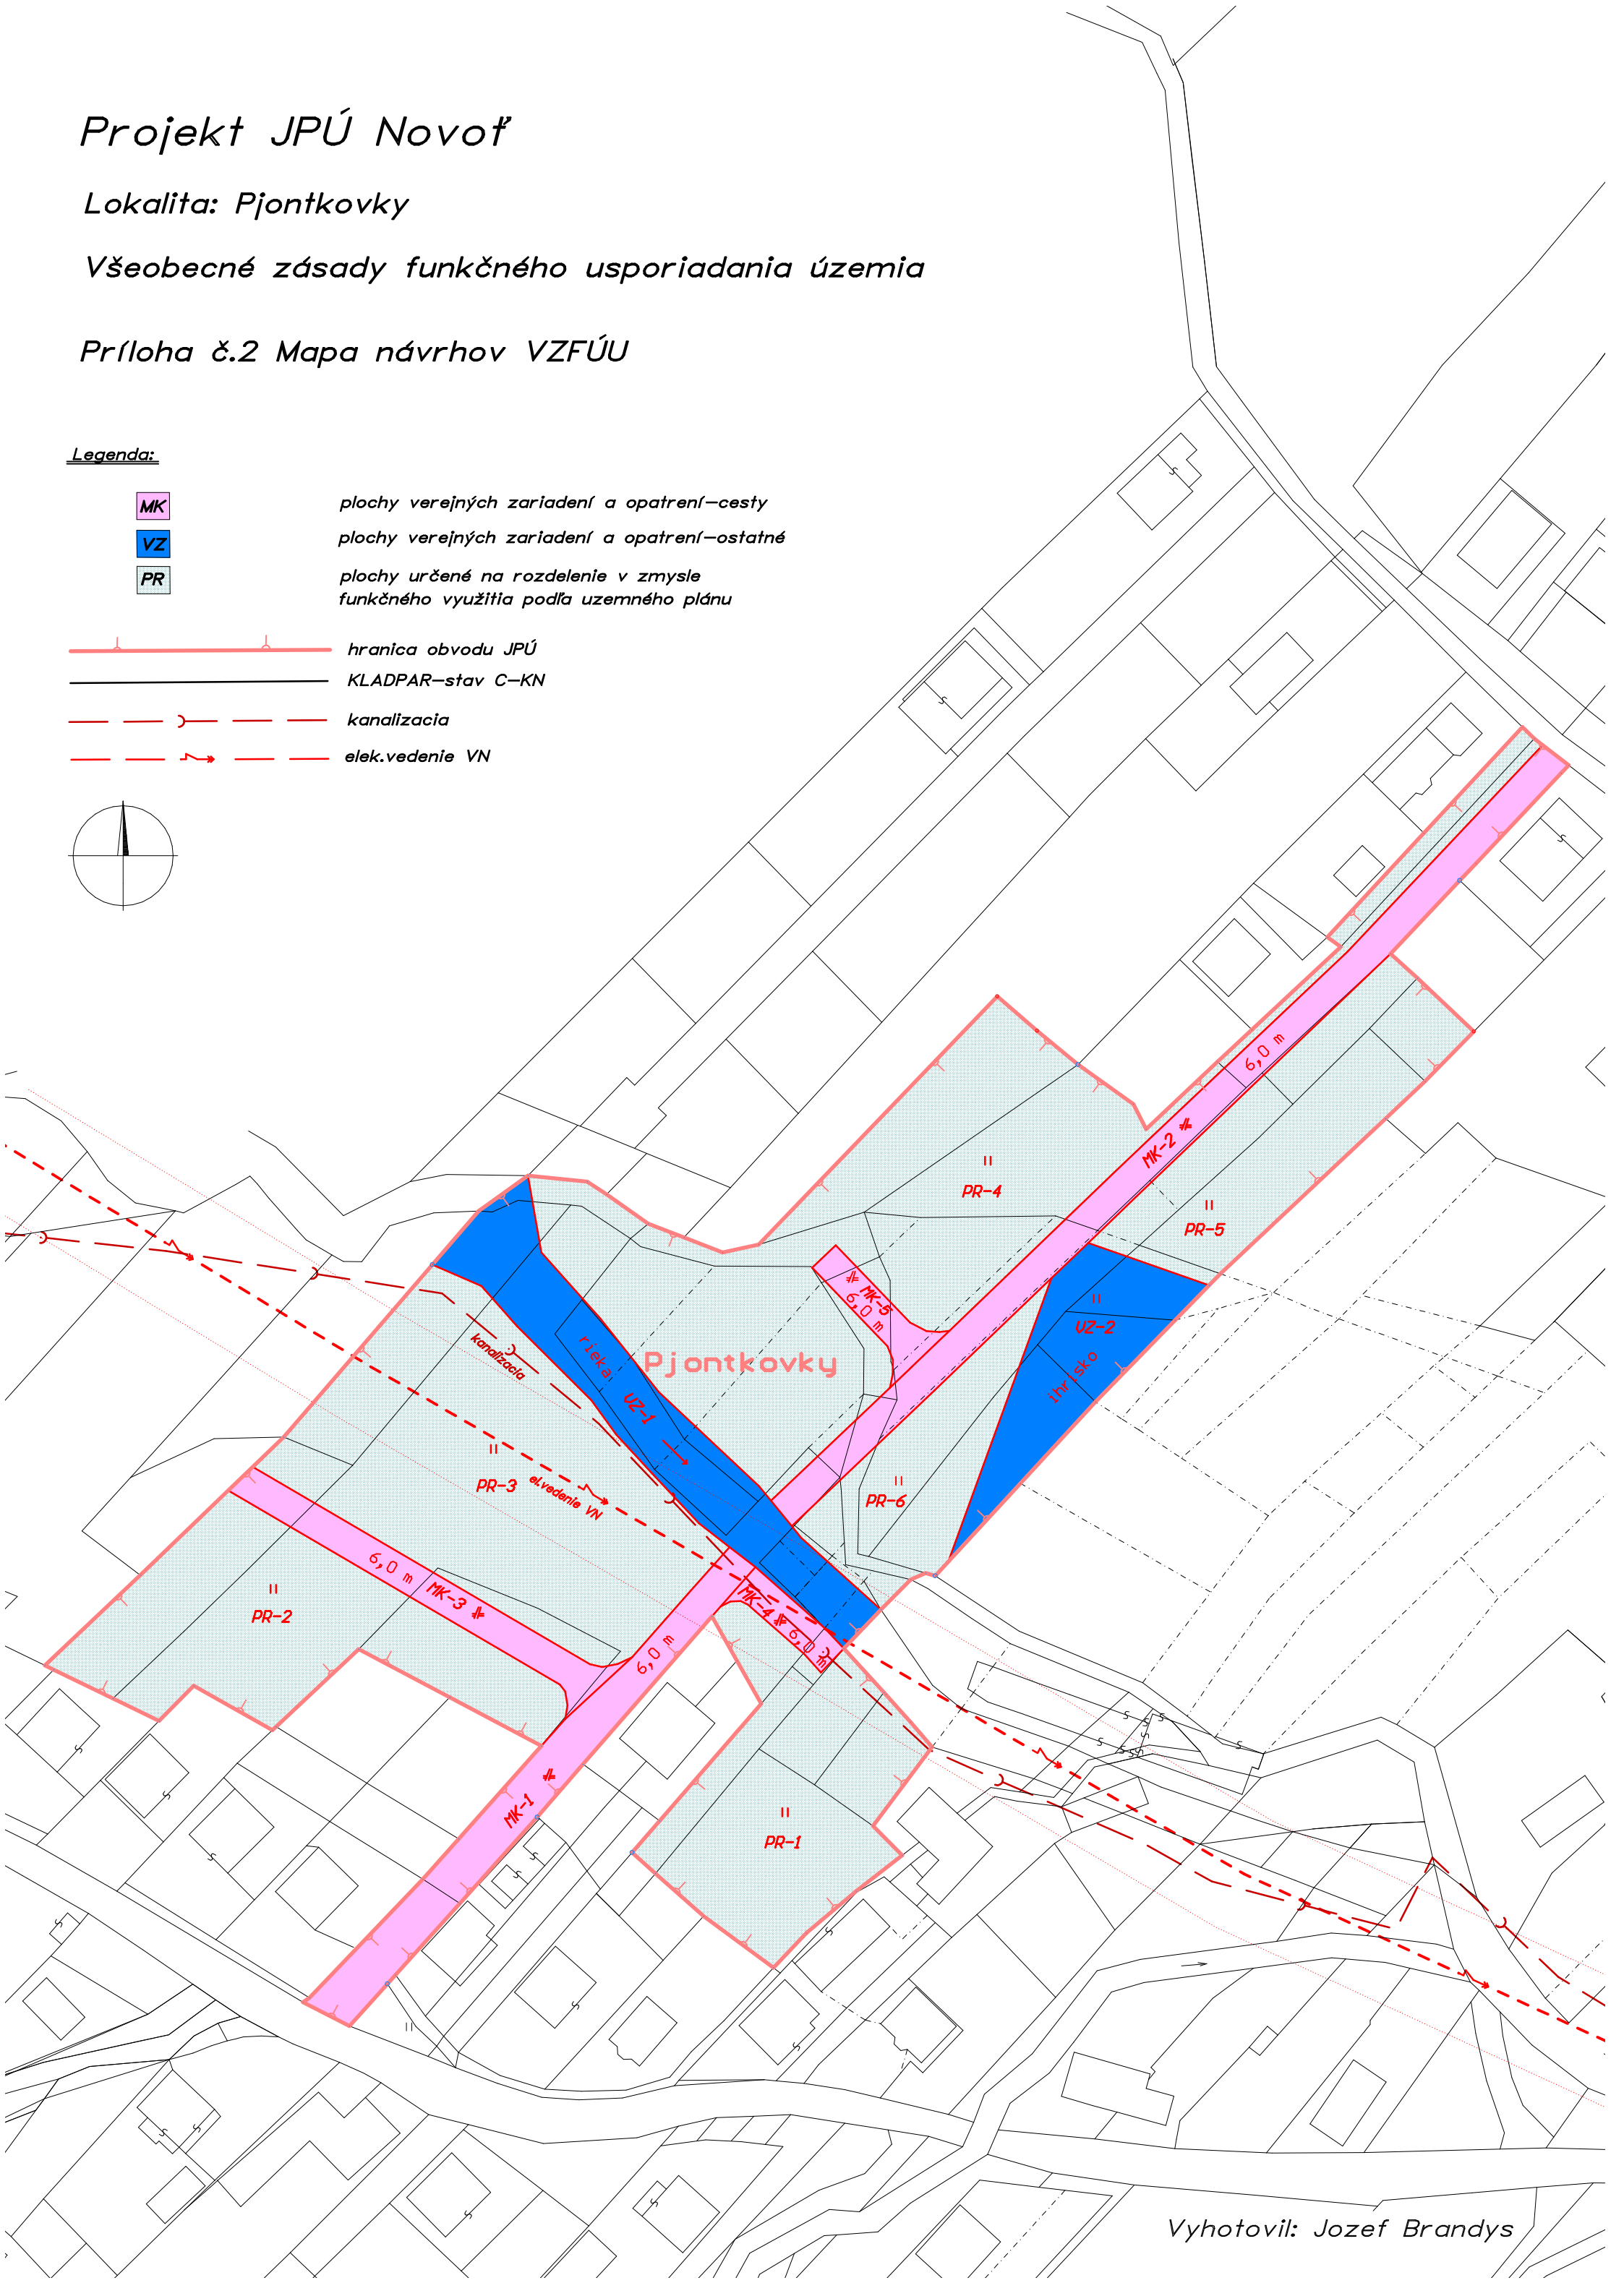 Projekt JPÚ Novoť
Lokalita: Pjontkovky
Všeobecné zásady funkčného usporiadania územia
Príloha č.2 Mapa návrhov VZFÚU
Legenda:
MK plochy verejných zariadení a opatrení-cesty
VZ plochy verejných zariadení a opatrení-ostatné
PR plochy určené na rozdelenie v zmysle
funkčného využitia podľa uzemného plánu
hranica obvodu JPÚ
KLADPAR-stav C-KN
kanalizacia
elek.vedenie VN
6,0 m
MK-2
PR-4
PR-5
MK-5
6,0 m
VZ-2
ihrisko
kanalizacia
rieka
Pjontkovky
VZ-1
PR-3
el.vedenie VN
PR-6
6,0 m
MK-3
MK-4
6,0 m
PR-2
6,0 m
MK-1
PR-1
Vyhotovil: Jozef Brandys